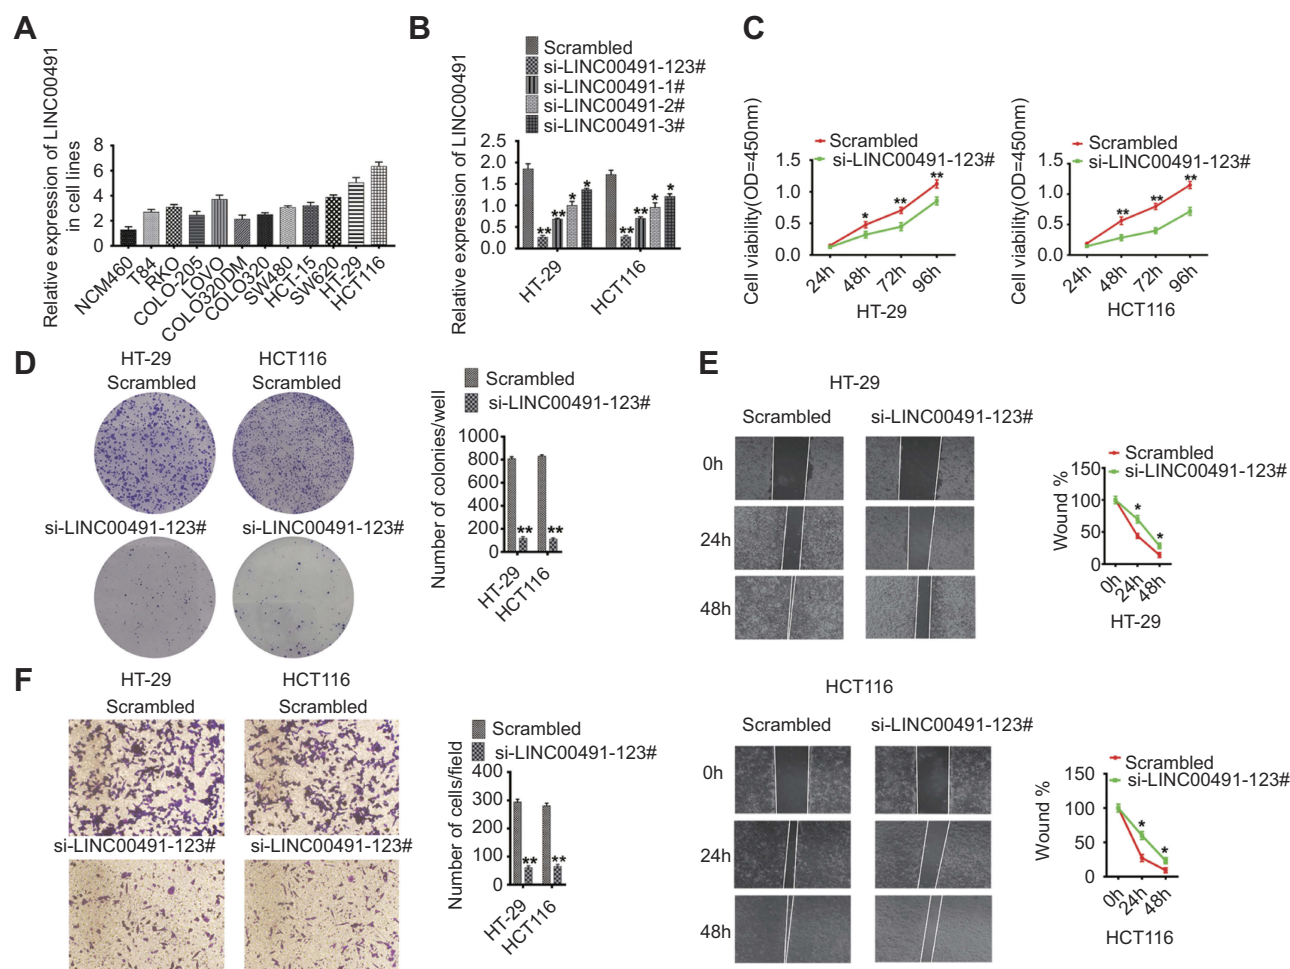 A
Relative expression of LINC00491
in cell lines
8
6
4
2
0
NCM460
T84
RKO
COLO-205
LOVO
COLO320DM
COLO320
SW480
HCT-15
SW620
HT-29
HCT116
B
Scrambled
si-LINC00491-123#
si-LINC00491-1#
si-LINC00491-2#
si-LINC00491-3#
Relative expression of LINC00491
2.5
2.0
1.5
1.0
0.5
0.0
** ** * *
** ** * *
HT-29
HCT116
C
Cell viability(OD=450nm)
Scrambled
si-LINC00491-123#
1.5
1.0
0.5
0.0
* ** **
24h
48h
72h
96h
HT-29
Cell viability(OD=450nm)
Scrambled
si-LINC00491-123#
1.5
1.0
0.5
0.0
** ** **
24h
48h
72h
96h
HCT116
D
HT-29
HCT116
Scrambled
Scrambled
si-LINC00491-123#
si-LINC00491-123#
Scrambled
si-LINC00491-123#
Number of colonies/well
1000
800
600
400
200
0
** **
HT-29
HCT116
E
HT-29
Scrambled
si-LINC00491-123#
0h
24h
48h
Scrambled
si-LINC00491-123#
Wound %
150
100
50
0
* *
0h
24h
48h
HT-29
HCT116
Scrambled
si-LINC00491-123#
0h
24h
48h
Scrambled
si-LINC00491-123#
Wound %
150
100
50
0
* *
0h
24h
48h
HCT116
F
HT-29
HCT116
Scrambled
Scrambled
si-LINC00491-123#
si-LINC00491-123#
Scrambled
si-LINC00491-123#
Number of cells/field
400
300
200
100
0
** **
HT-29
HCT116